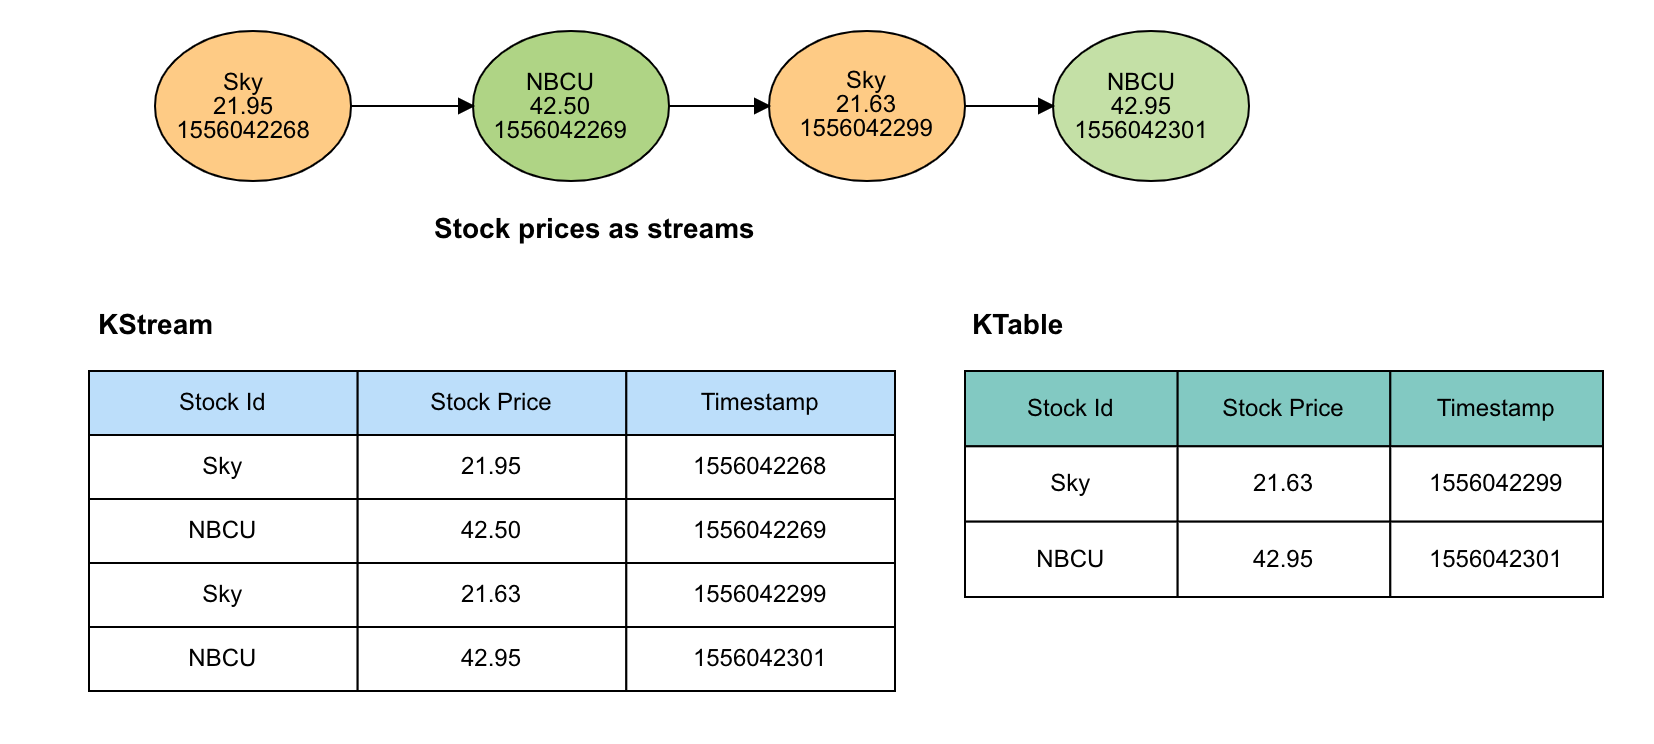 Sky
21.95
1556042268
NBCU
42.50
1556042269
Sky
21.63
1556042299
NBCU
42.95
1556042301
Stock prices as streams
KStream
Stock Id Stock Price Timestamp
Sky 21.95 1556042268
NBCU 42.50 1556042269
Sky 21.63 1556042299
NBCU 42.95 1556042301
KTable
Stock Id Stock Price Timestamp
Sky 21.63 1556042299
NBCU 42.95 1556042301